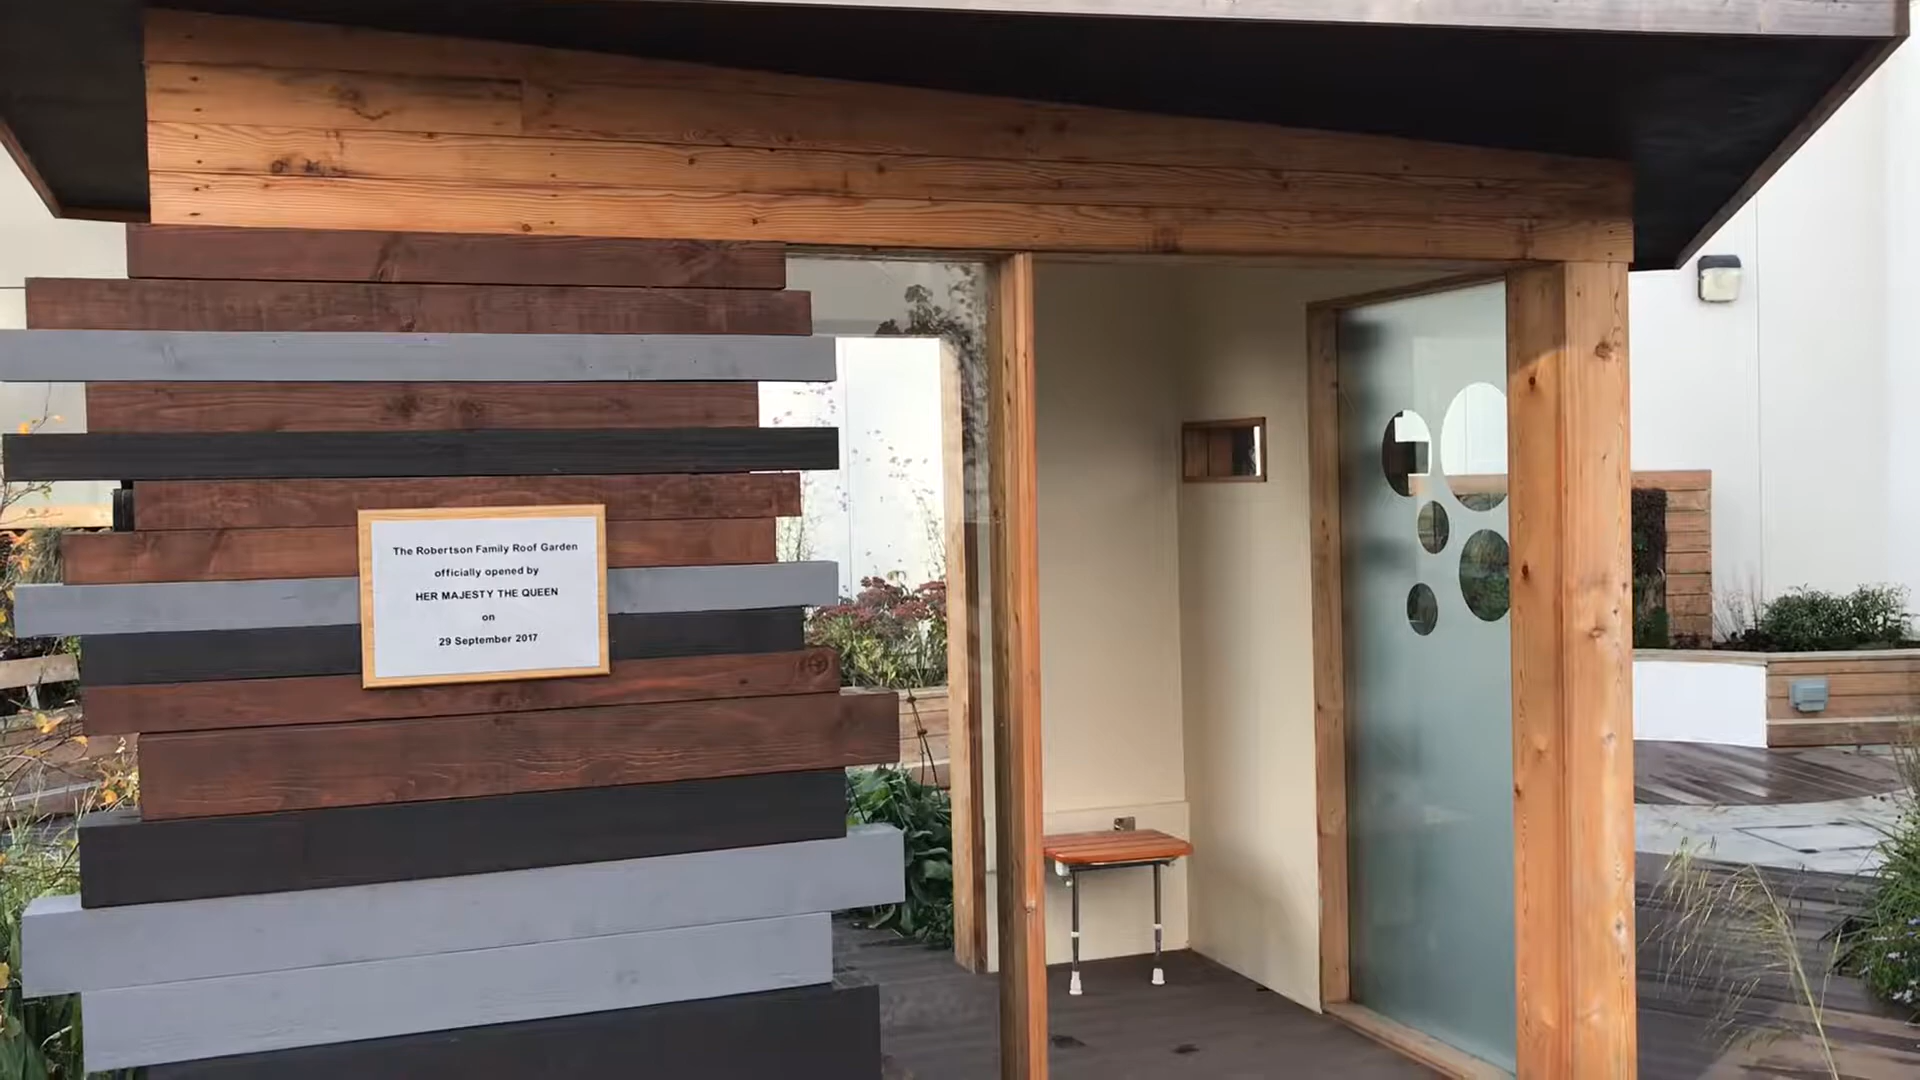 The Robertson Family Roof Garden
officially opened by
HER MAJESTY THE QUEEN
on
29 September 2017